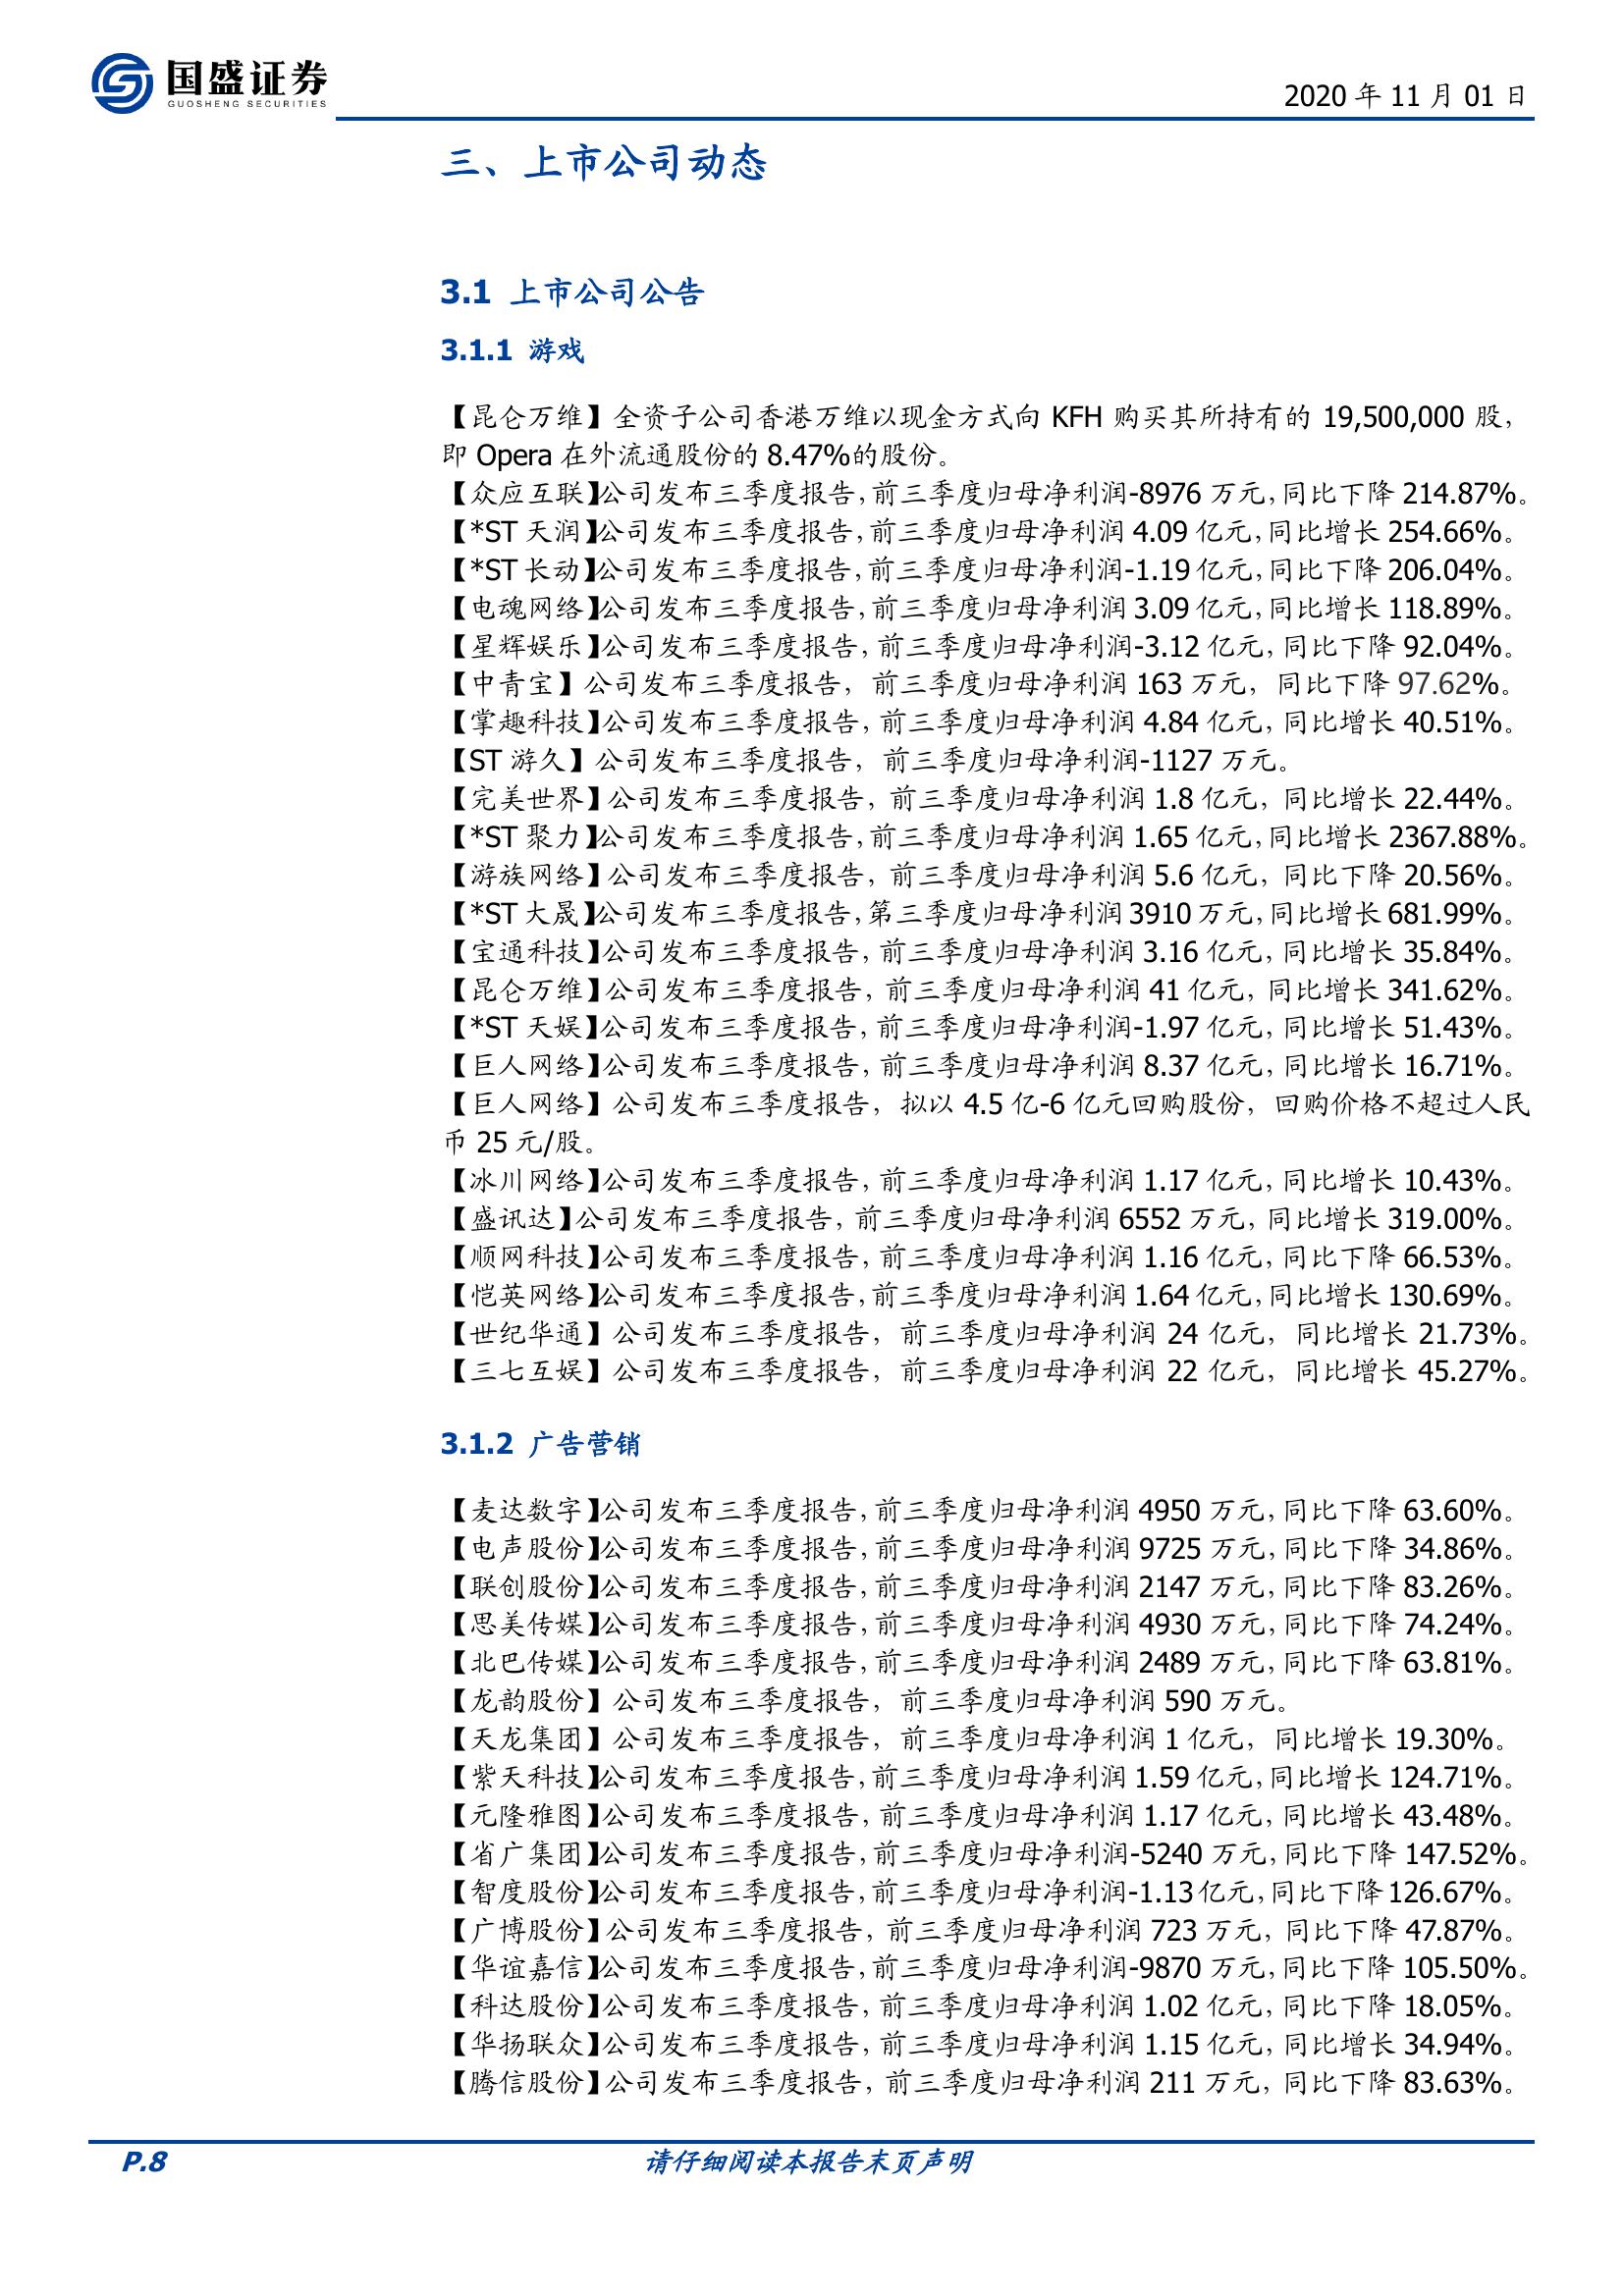 国盛证券
GUOSHENG SECURITIES
2020 年 11 月 01 日
三、上市公司动态
3.1 上市公司公告
3.1.1 游戏
【昆仑万维】全资子公司香港万维以现金方式向 KFH 购买其所持有的 19,500,000 股，
即 Opera 在外流通股份的 8.47%的股份。
【众应互联】公司发布三季度报告，前三季度归母净利润-8976 万元，同比下降 214.87%。
【*ST 天润】公司发布三季度报告，前三季度归母净利润 4.09 亿元，同比增长 254.66%。
【*ST 长动】公司发布三季度报告，前三季度归母净利润-1.19 亿元，同比下降 206.04%。
【电魂网络】公司发布三季度报告，前三季度归母净利润 3.09 亿元，同比增长 118.89%。
【星辉娱乐】公司发布三季度报告，前三季度归母净利润-3.12 亿元，同比下降 92.04%。
【中青宝】公司发布三季度报告，前三季度归母净利润 163 万元，同比下降 97.62%。
【掌趣科技】公司发布三季度报告，前三季度归母净利润 4.84 亿元，同比增长 40.51%。
【ST 游久】公司发布三季度报告，前三季度归母净利润-1127 万元。
【完美世界】公司发布三季度报告，前三季度归母净利润 1.8 亿元，同比增长 22.44%。
【*ST 聚力】公司发布三季度报告，前三季度归母净利润 1.65 亿元，同比增长 2367.88%。
【游族网络】公司发布三季度报告，前三季度归母净利润 5.6 亿元，同比下降 20.56%。
【*ST 大晟】公司发布三季度报告，第三季度归母净利润 3910 万元，同比增长 681.99%。
【宝通科技】公司发布三季度报告，前三季度归母净利润 3.16 亿元，同比增长 35.84%。
【昆仑万维】公司发布三季度报告，前三季度归母净利润 41 亿元，同比增长 341.62%。
【*ST 天娱】公司发布三季度报告，前三季度归母净利润-1.97 亿元，同比增长 51.43%。
【巨人网络】公司发布三季度报告，前三季度归母净利润 8.37 亿元，同比增长 16.71%。
【巨人网络】公司发布三季度报告，拟以 4.5 亿-6 亿元回购股份，回购价格不超过人民
币 25 元/股。
【冰川网络】公司发布三季度报告，前三季度归母净利润 1.17 亿元，同比增长 10.43%。
【盛讯达】公司发布三季度报告，前三季度归母净利润 6552 万元，同比增长 319.00%。
【顺网科技】公司发布三季度报告，前三季度归母净利润 1.16 亿元，同比下降 66.53%。
【恺英网络】公司发布三季度报告，前三季度归母净利润 1.64 亿元，同比增长 130.69%。
【世纪华通】公司发布三季度报告，前三季度归母净利润 24 亿元，同比增长 21.73%。
【三七互娱】公司发布三季度报告，前三季度归母净利润 22 亿元，同比增长 45.27%。
3.1.2 广告营销
【麦达数字】公司发布三季度报告，前三季度归母净利润 4950 万元，同比下降 63.60%。
【电声股份】公司发布三季度报告，前三季度归母净利润 9725 万元，同比下降 34.86%。
【联创股份】公司发布三季度报告，前三季度归母净利润 2147 万元，同比下降 83.26%。
【思美传媒】公司发布三季度报告，前三季度归母净利润 4930 万元，同比下降 74.24%。
【北巴传媒】公司发布三季度报告，前三季度归母净利润 2489 万元，同比下降 63.81%。
【龙韵股份】公司发布三季度报告，前三季度归母净利润 590 万元。
【天龙集团】公司发布三季度报告，前三季度归母净利润 1 亿元，同比增长 19.30%。
【紫天科技】公司发布三季度报告，前三季度归母净利润 1.59 亿元，同比增长 124.71%。
【元隆雅图】公司发布三季度报告，前三季度归母净利润 1.17 亿元，同比增长 43.48%。
【省广集团】公司发布三季度报告，前三季度归母净利润-5240 万元，同比下降 147.52%。
【智度股份】公司发布三季度报告，前三季度归母净利润-1.13 亿元，同比下降 126.67%。
【广博股份】公司发布三季度报告，前三季度归母净利润 723 万元，同比下降 47.87%。
【华谊嘉信】公司发布三季度报告，前三季度归母净利润-9870 万元，同比下降 105.50%。
【科达股份】公司发布三季度报告，前三季度归母净利润 1.02 亿元，同比下降 18.05%。
【华扬联众】公司发布三季度报告，前三季度归母净利润 1.15 亿元，同比增长 34.94%。
【腾信股份】公司发布三季度报告，前三季度归母净利润 211 万元，同比下降 83.63%。
P.8
请仔细阅读本报告末页声明